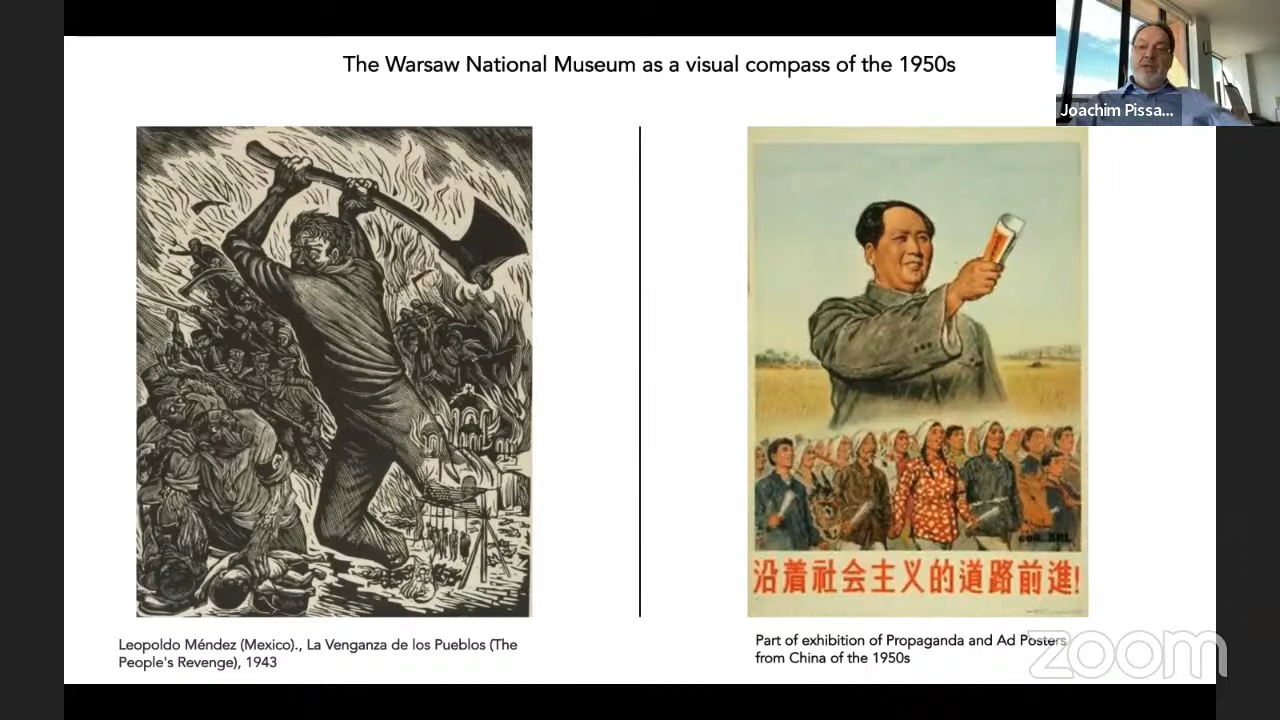 The Warsaw National Museum as a visual compass of the 1950s
Joachim Pissa...
沿着社会主义的道路前進!
Leopoldo Méndez (Mexico)., La Venganza de los Pueblos (The
People's Revenge), 1943
Part of exhibition of Propaganda and Ad Posters
from China of the 1950s
zoom